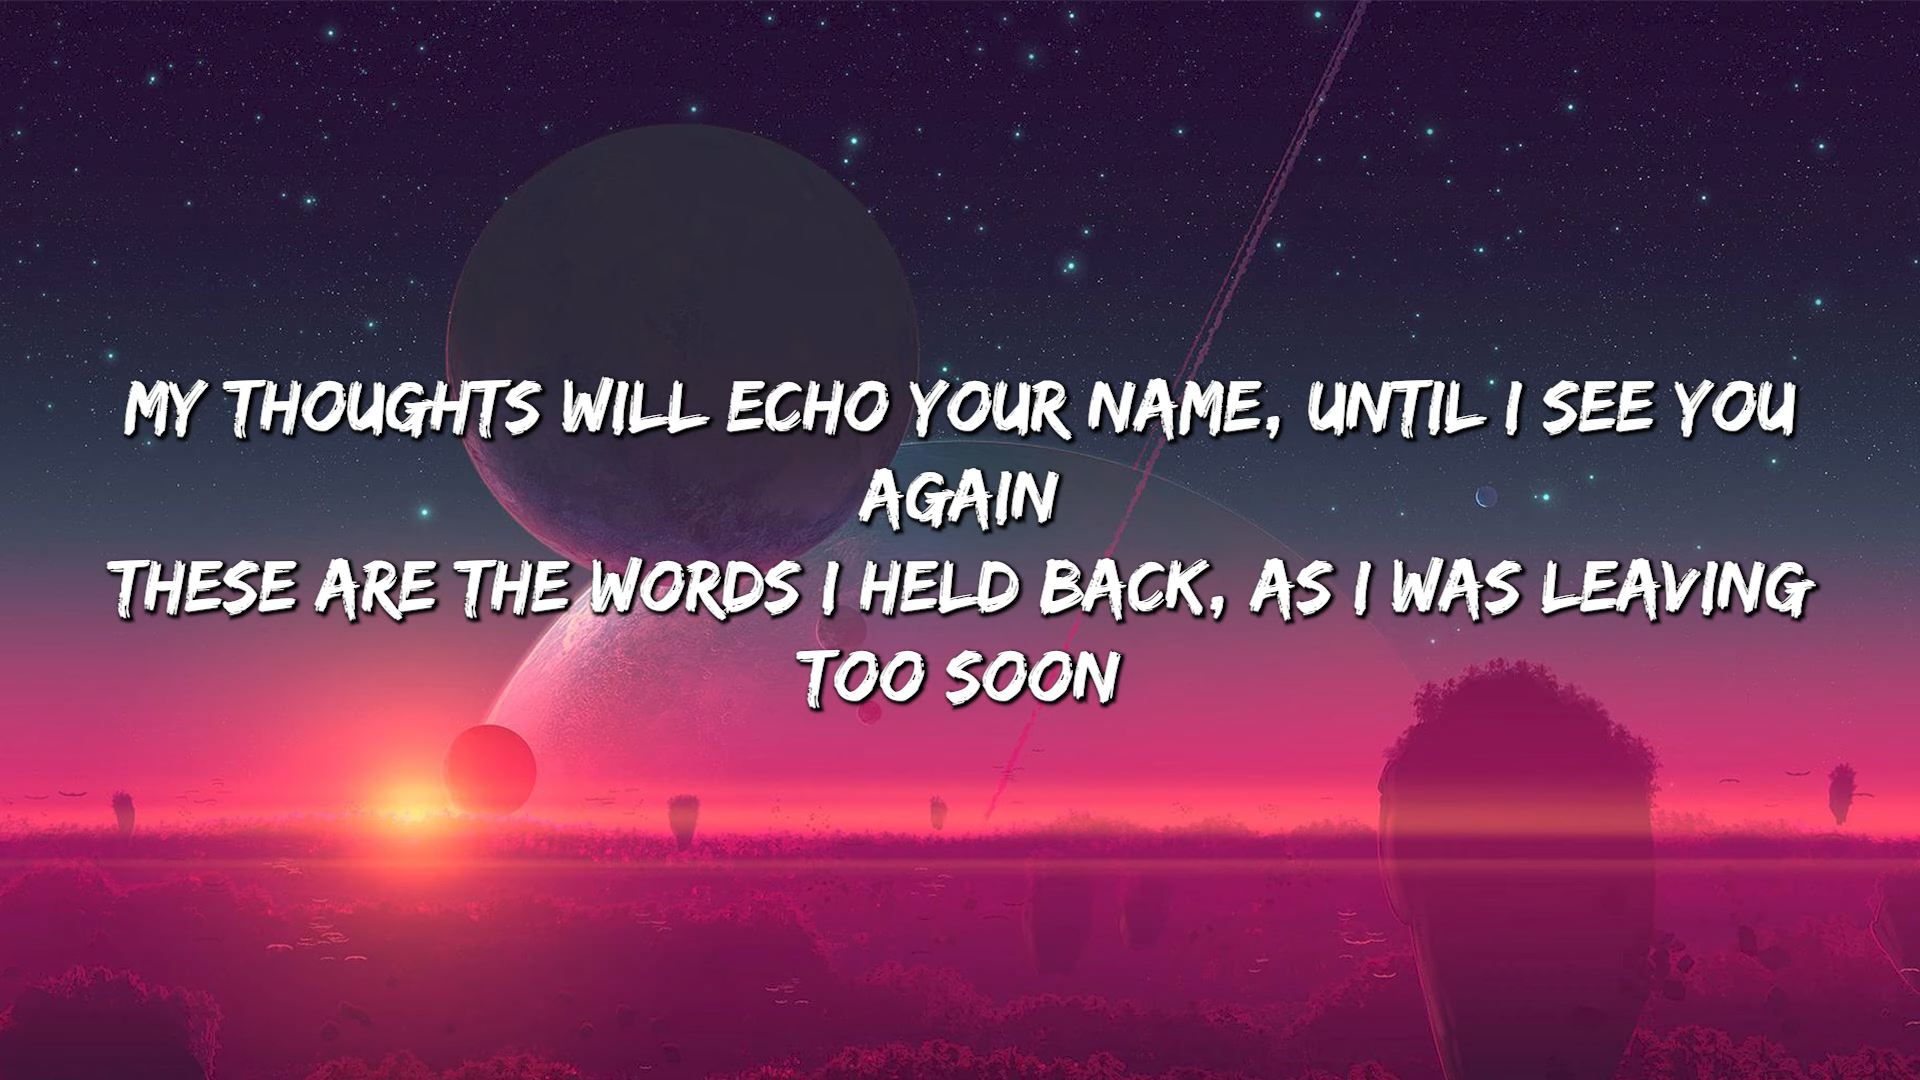 MY THOUGHTS WILL ECHO YOUR NAME, UNTIL I SEE YOU
AGAIN
THESE ARE THE WORDS I HELD BACK, AS I WAS LEAVING
TOO SOON